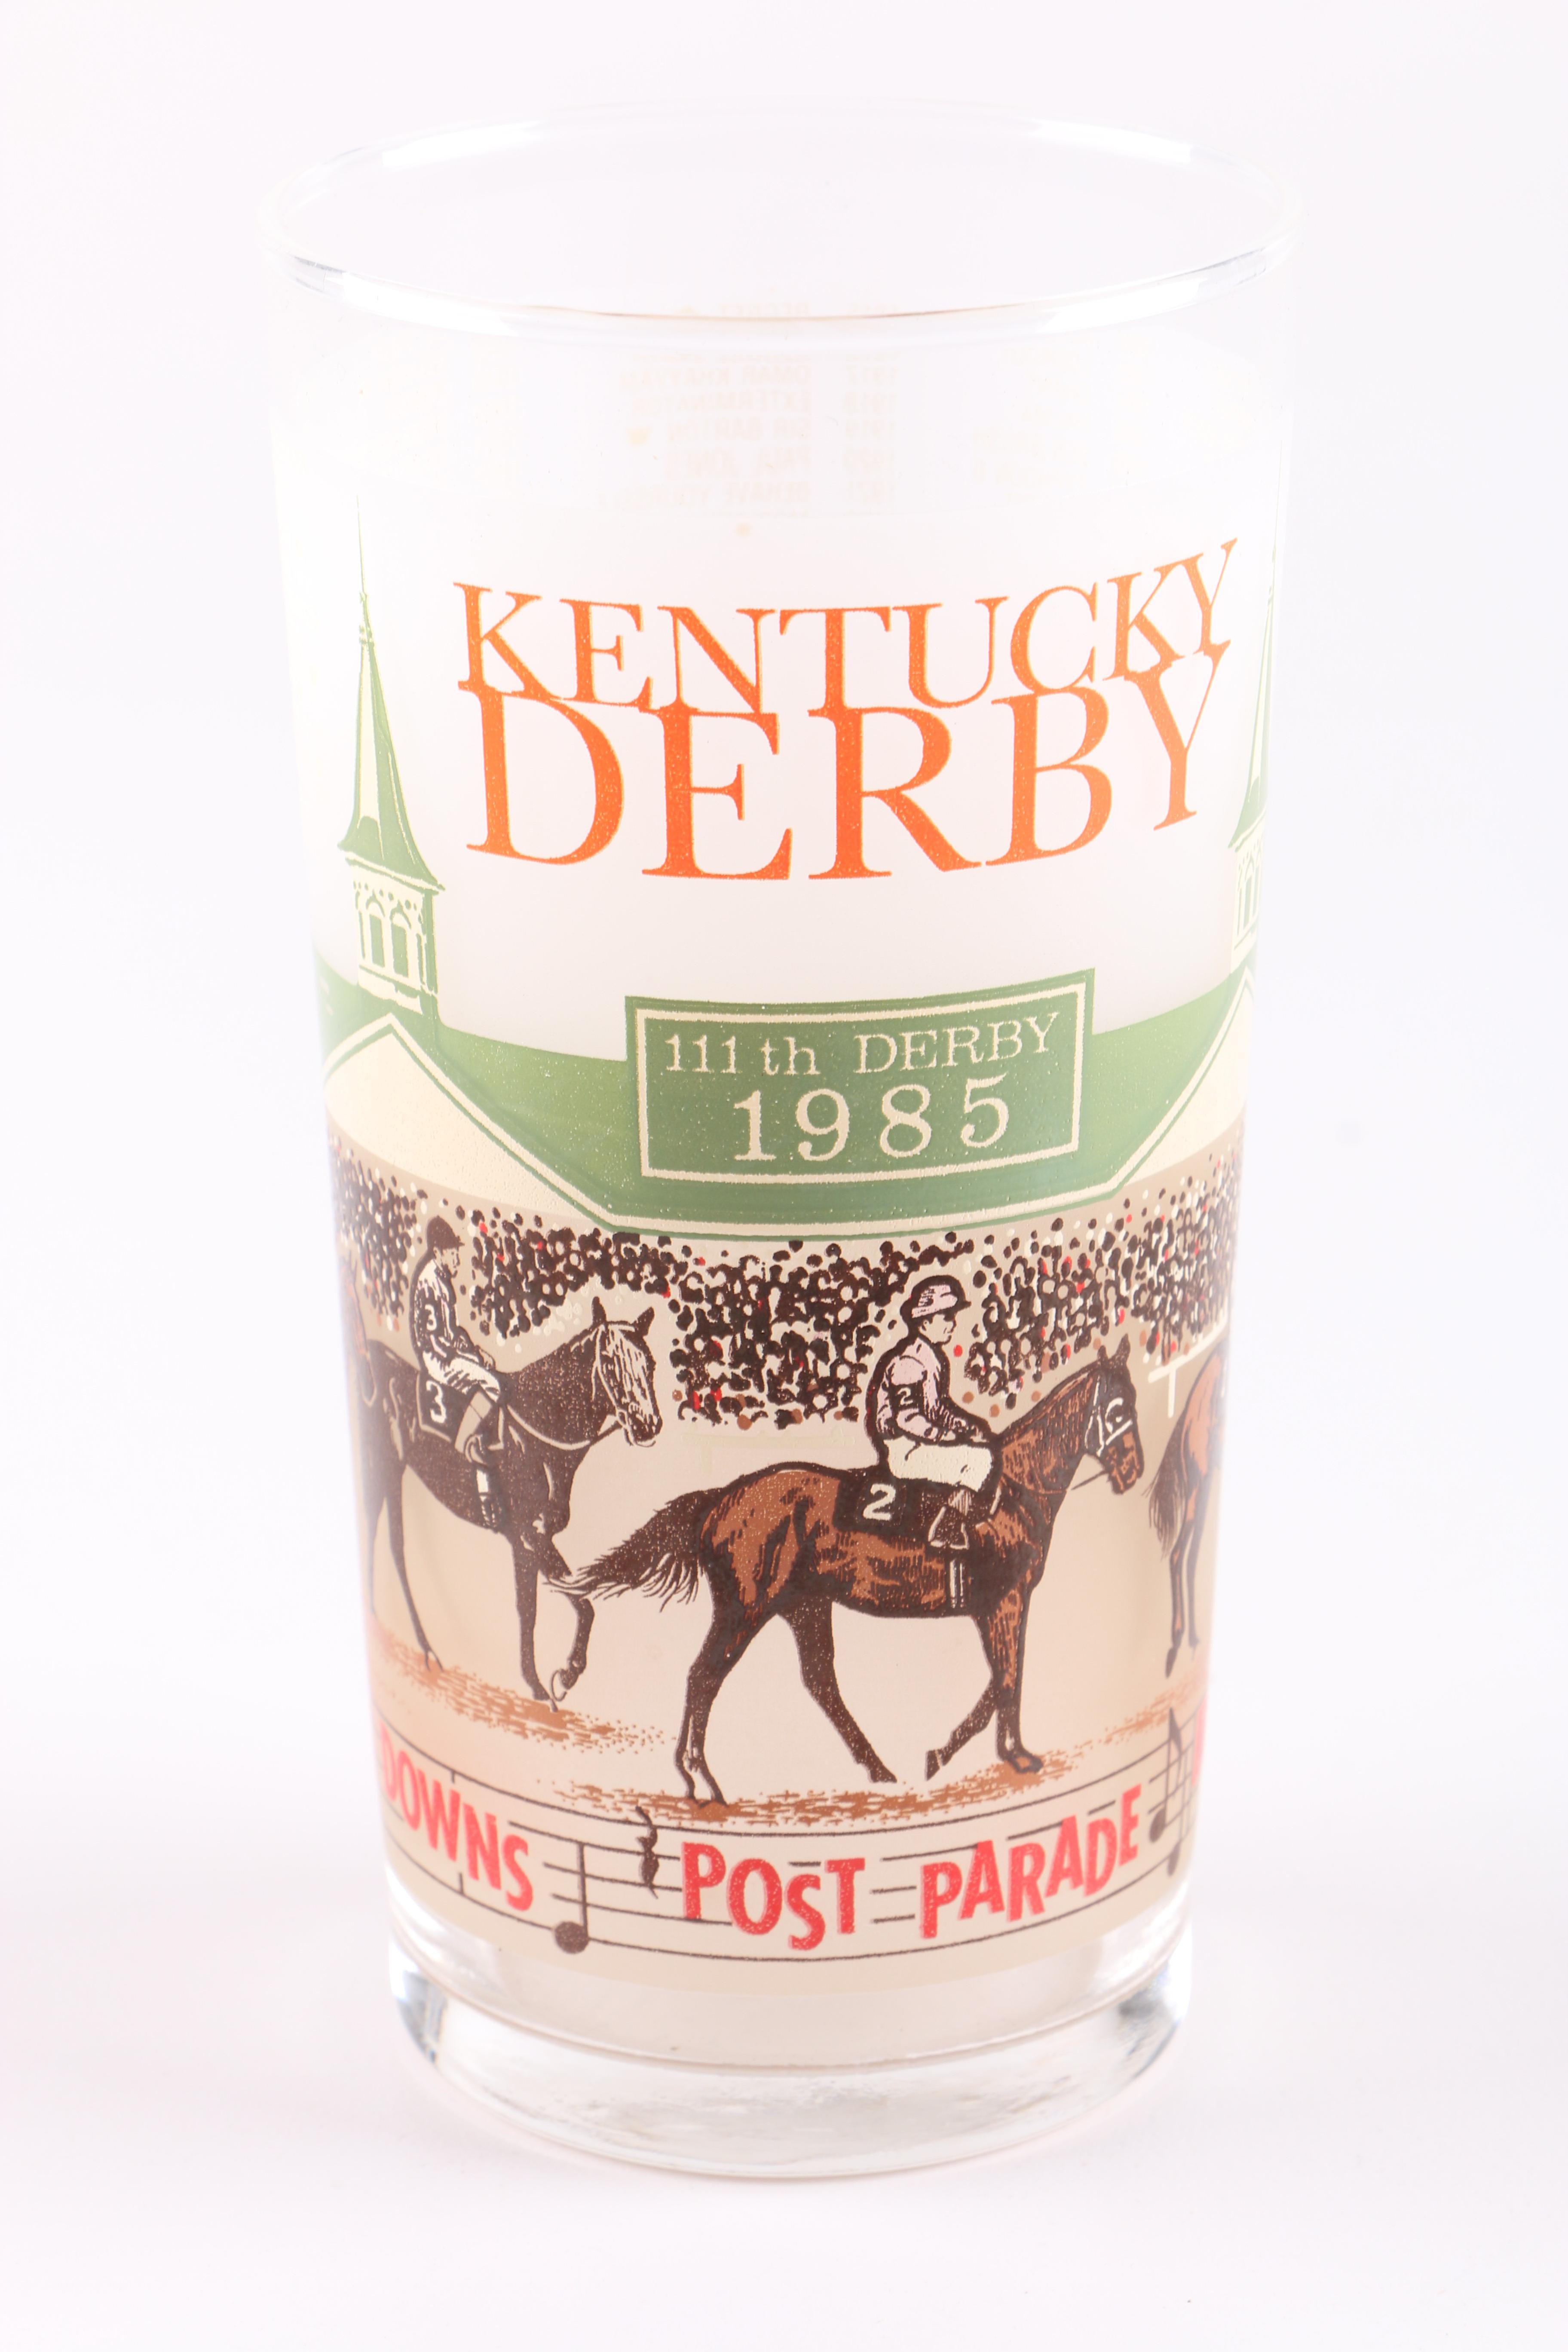 KENTUCKY
DERBY
111th DERBY
1985
3
3
2
2
DOWNS
POST PARADE